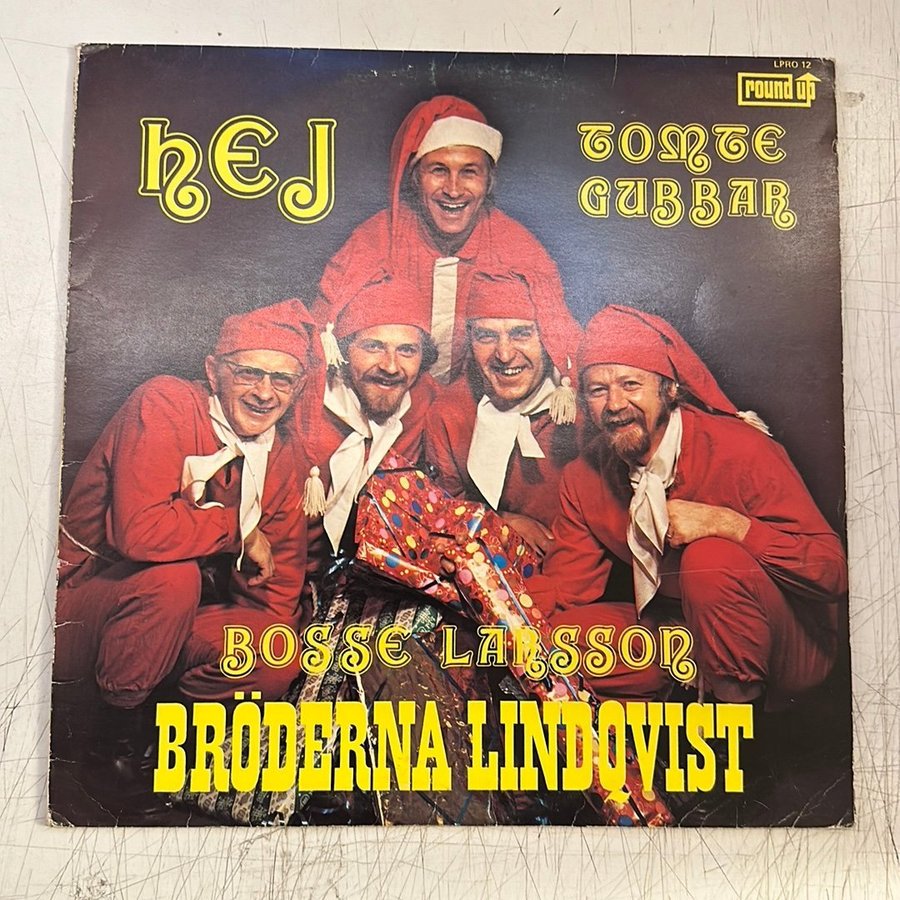 LPRO 12
round up
HEJ
TOMTE
GUBBAR
BOSSE LARSSON
BRÖDERNA LINDQVIST